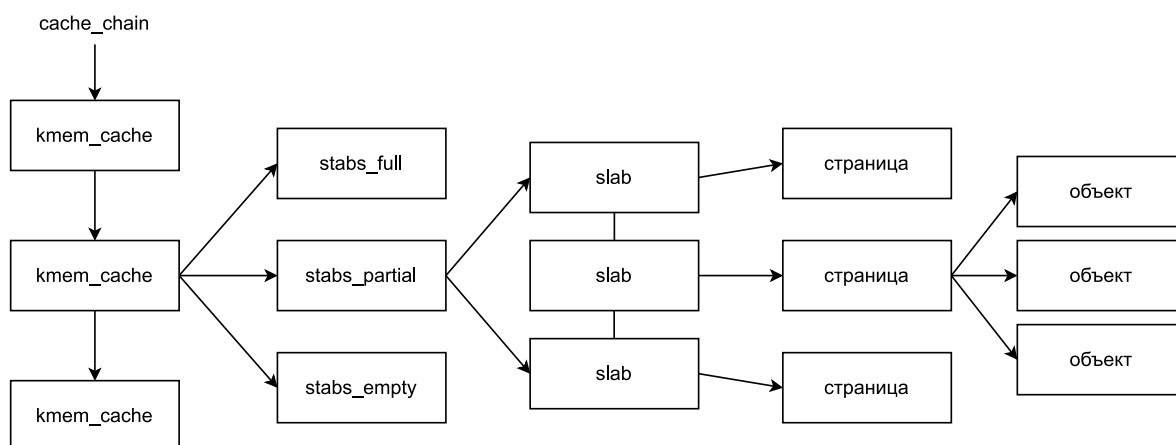 cache_chain
kmem_cache
kmem_cache
kmem_cache
stabs_full
stabs_partial
stabs_empty
slab
slab
slab
страница
страница
страница
объект
объект
объект